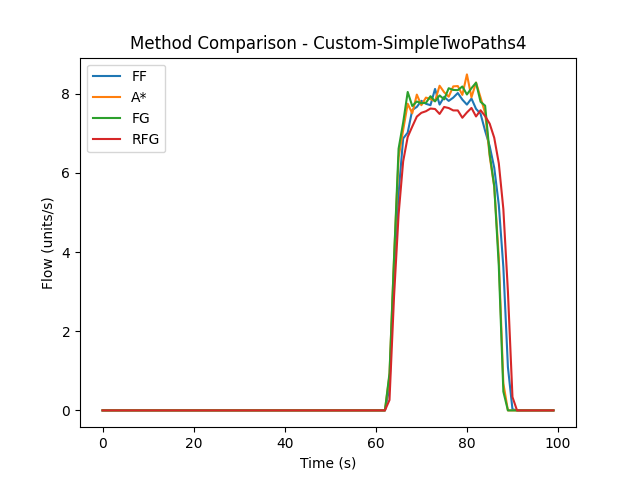 Method Comparison - Custom-SimpleTwoPaths4
FF
A*
FG
RFG
Flow (units/s)
8
6
4
2
0
0 20 40 60 80 100
Time (s)